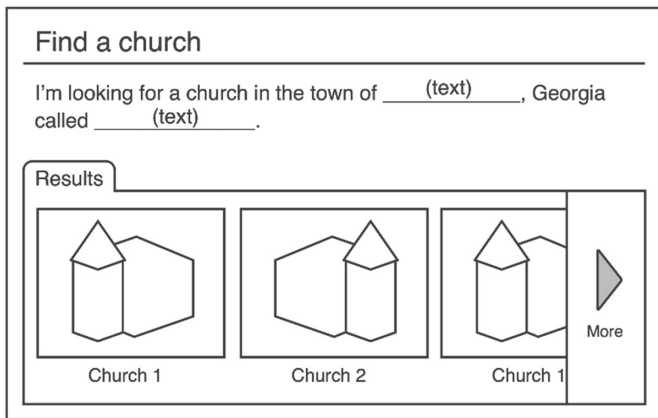 Find a church
I'm looking for a church in the town of (text), Georgia
called (text).
Results
Church 1
Church 2
Church 1
More